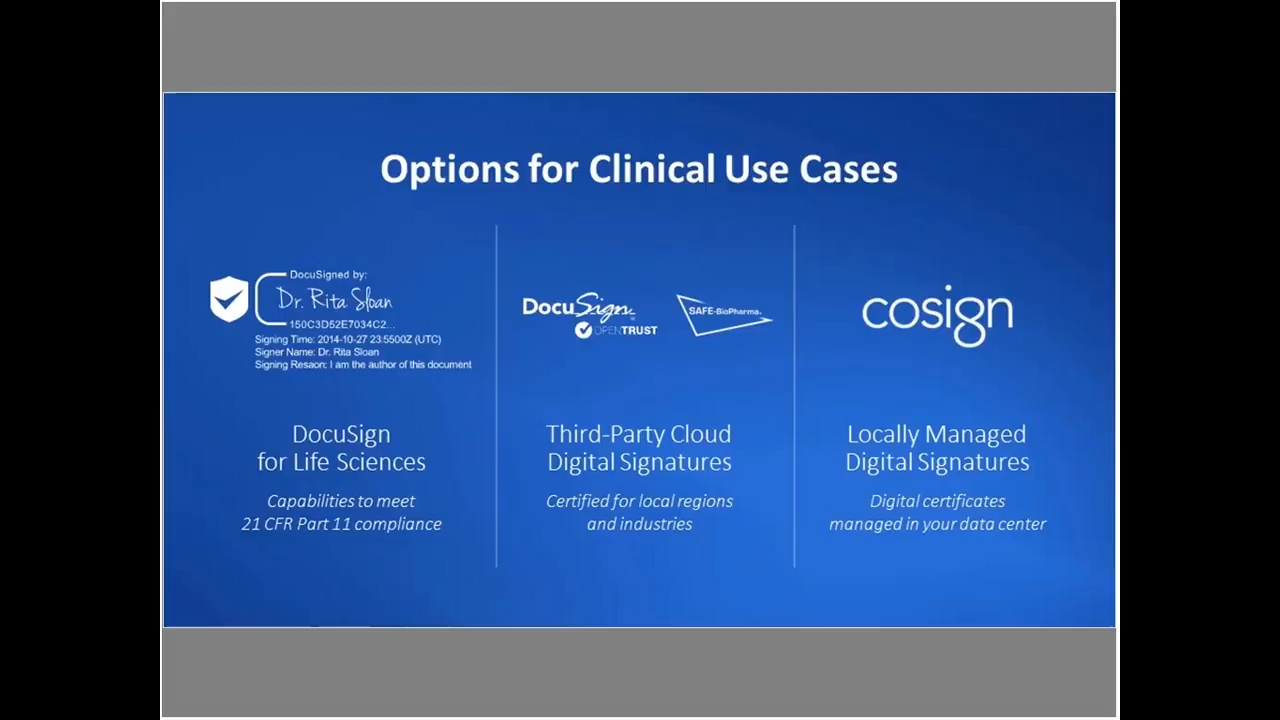 Options for Clinical Use Cases
DocuSigned by:
Dr. Rita Sloan
150C3D52E7034C2...
Signing Time: 2014-10-27 23:5500Z (UTC)
Signer Name: Dr. Rita Sloan
Signing Resaon: I am the author of this document
DocuSign
for Life Sciences
Capabilities to meet
21 CFR Part 11 compliance
DocuSign
OPENTRUST
SAFE-BioPharma
Third-Party Cloud
Digital Signatures
Certified for local regions
and industries
cosign
Locally Managed
Digital Signatures
Digital certificates
managed in your data center